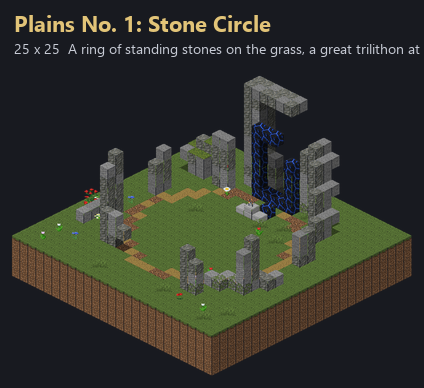 Plains No. 1: Stone Circle
25 x 25  A ring of standing stones on the grass, a great trilithon at